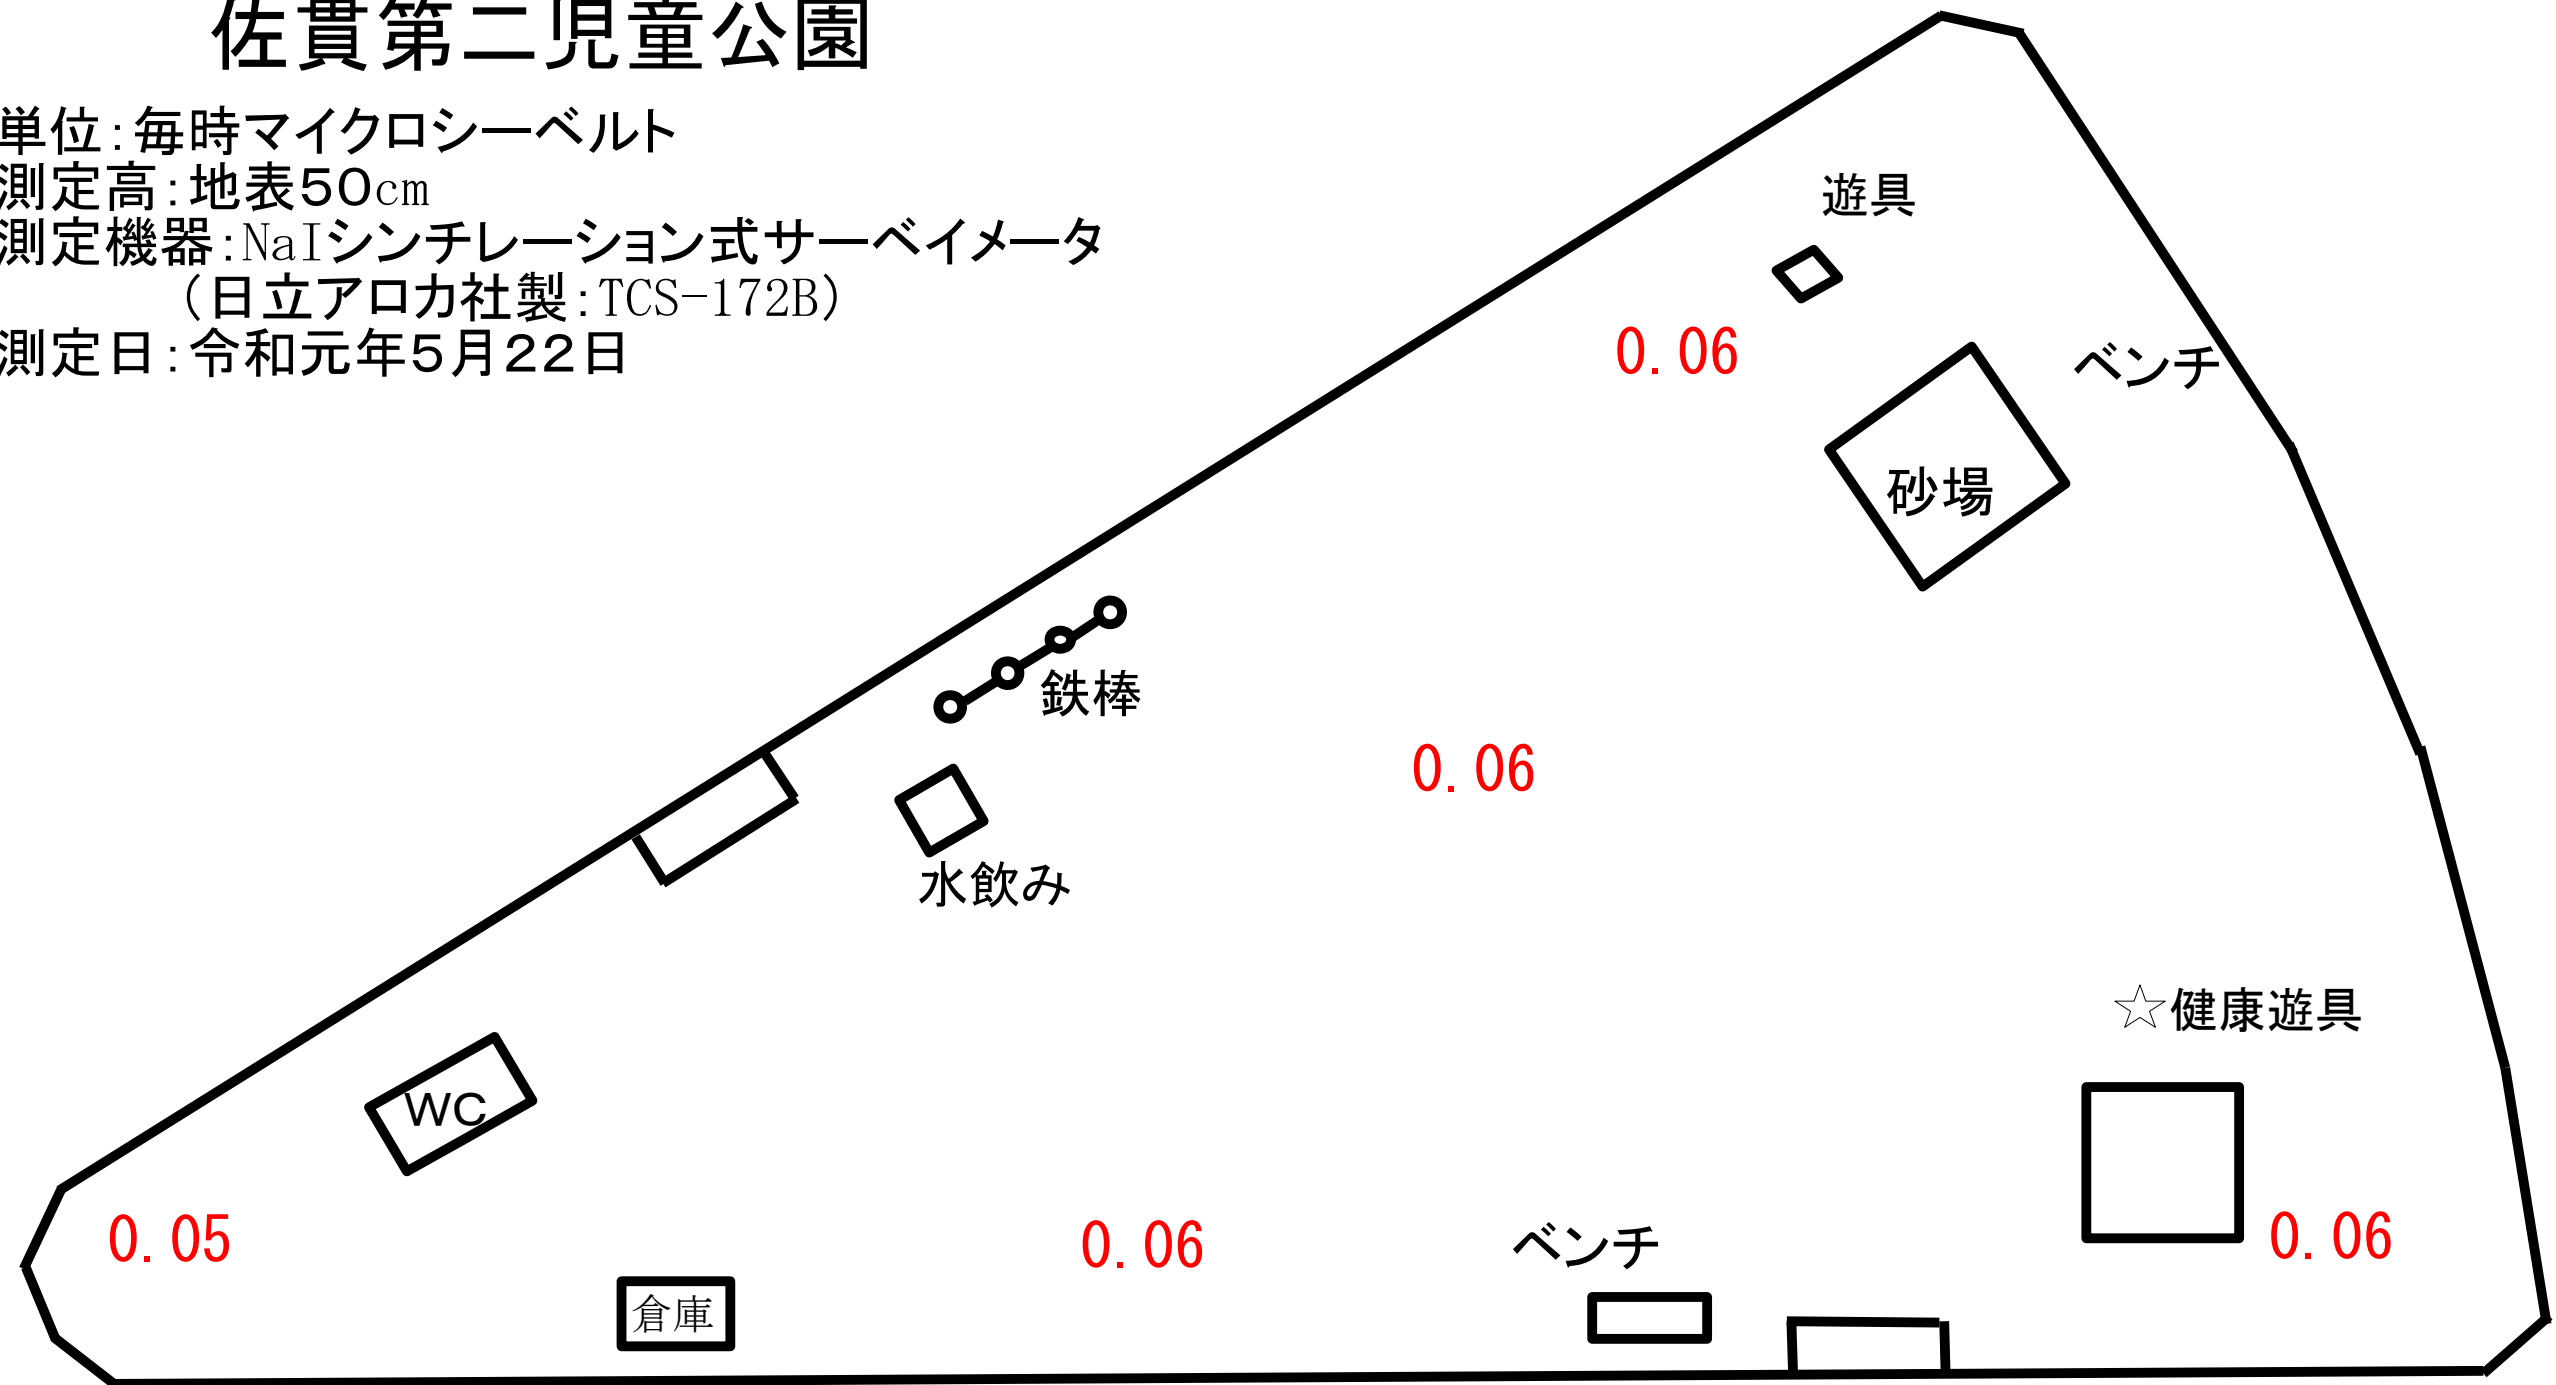 佐貫第二児童公園
単位:毎時マイクロシーベルト
測定高:地表50cm
測定機器:NaIシンチレーション式サーベイメータ
（日立アロカ社製:TCS-172B）
測定日:令和元年5月22日
遊具
0.06
ベンチ
砂場
鉄棒
0.06
水飲み
☆健康遊具
WC
0.05
0.06
ベンチ
0.06
倉庫